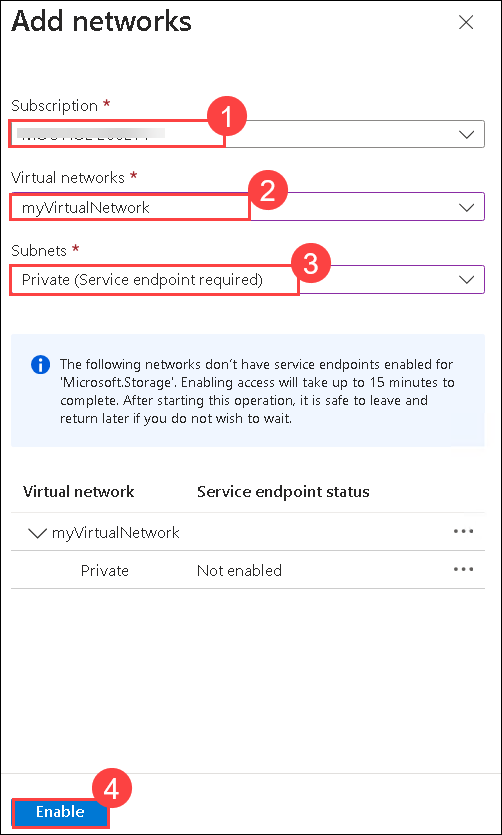 Add networks
Subscription *
1
Virtual networks *
2
myVirtualNetwork
Subnets *
3
Private (Service endpoint required)
The following networks don't have service endpoints enabled for
'Microsoft.Storage'. Enabling access will take up to 15 minutes to
complete. After starting this operation, it is safe to leave and
return later if you do not wish to wait.
Virtual network Service endpoint status
myVirtualNetwork
Private Not enabled
4
Enable